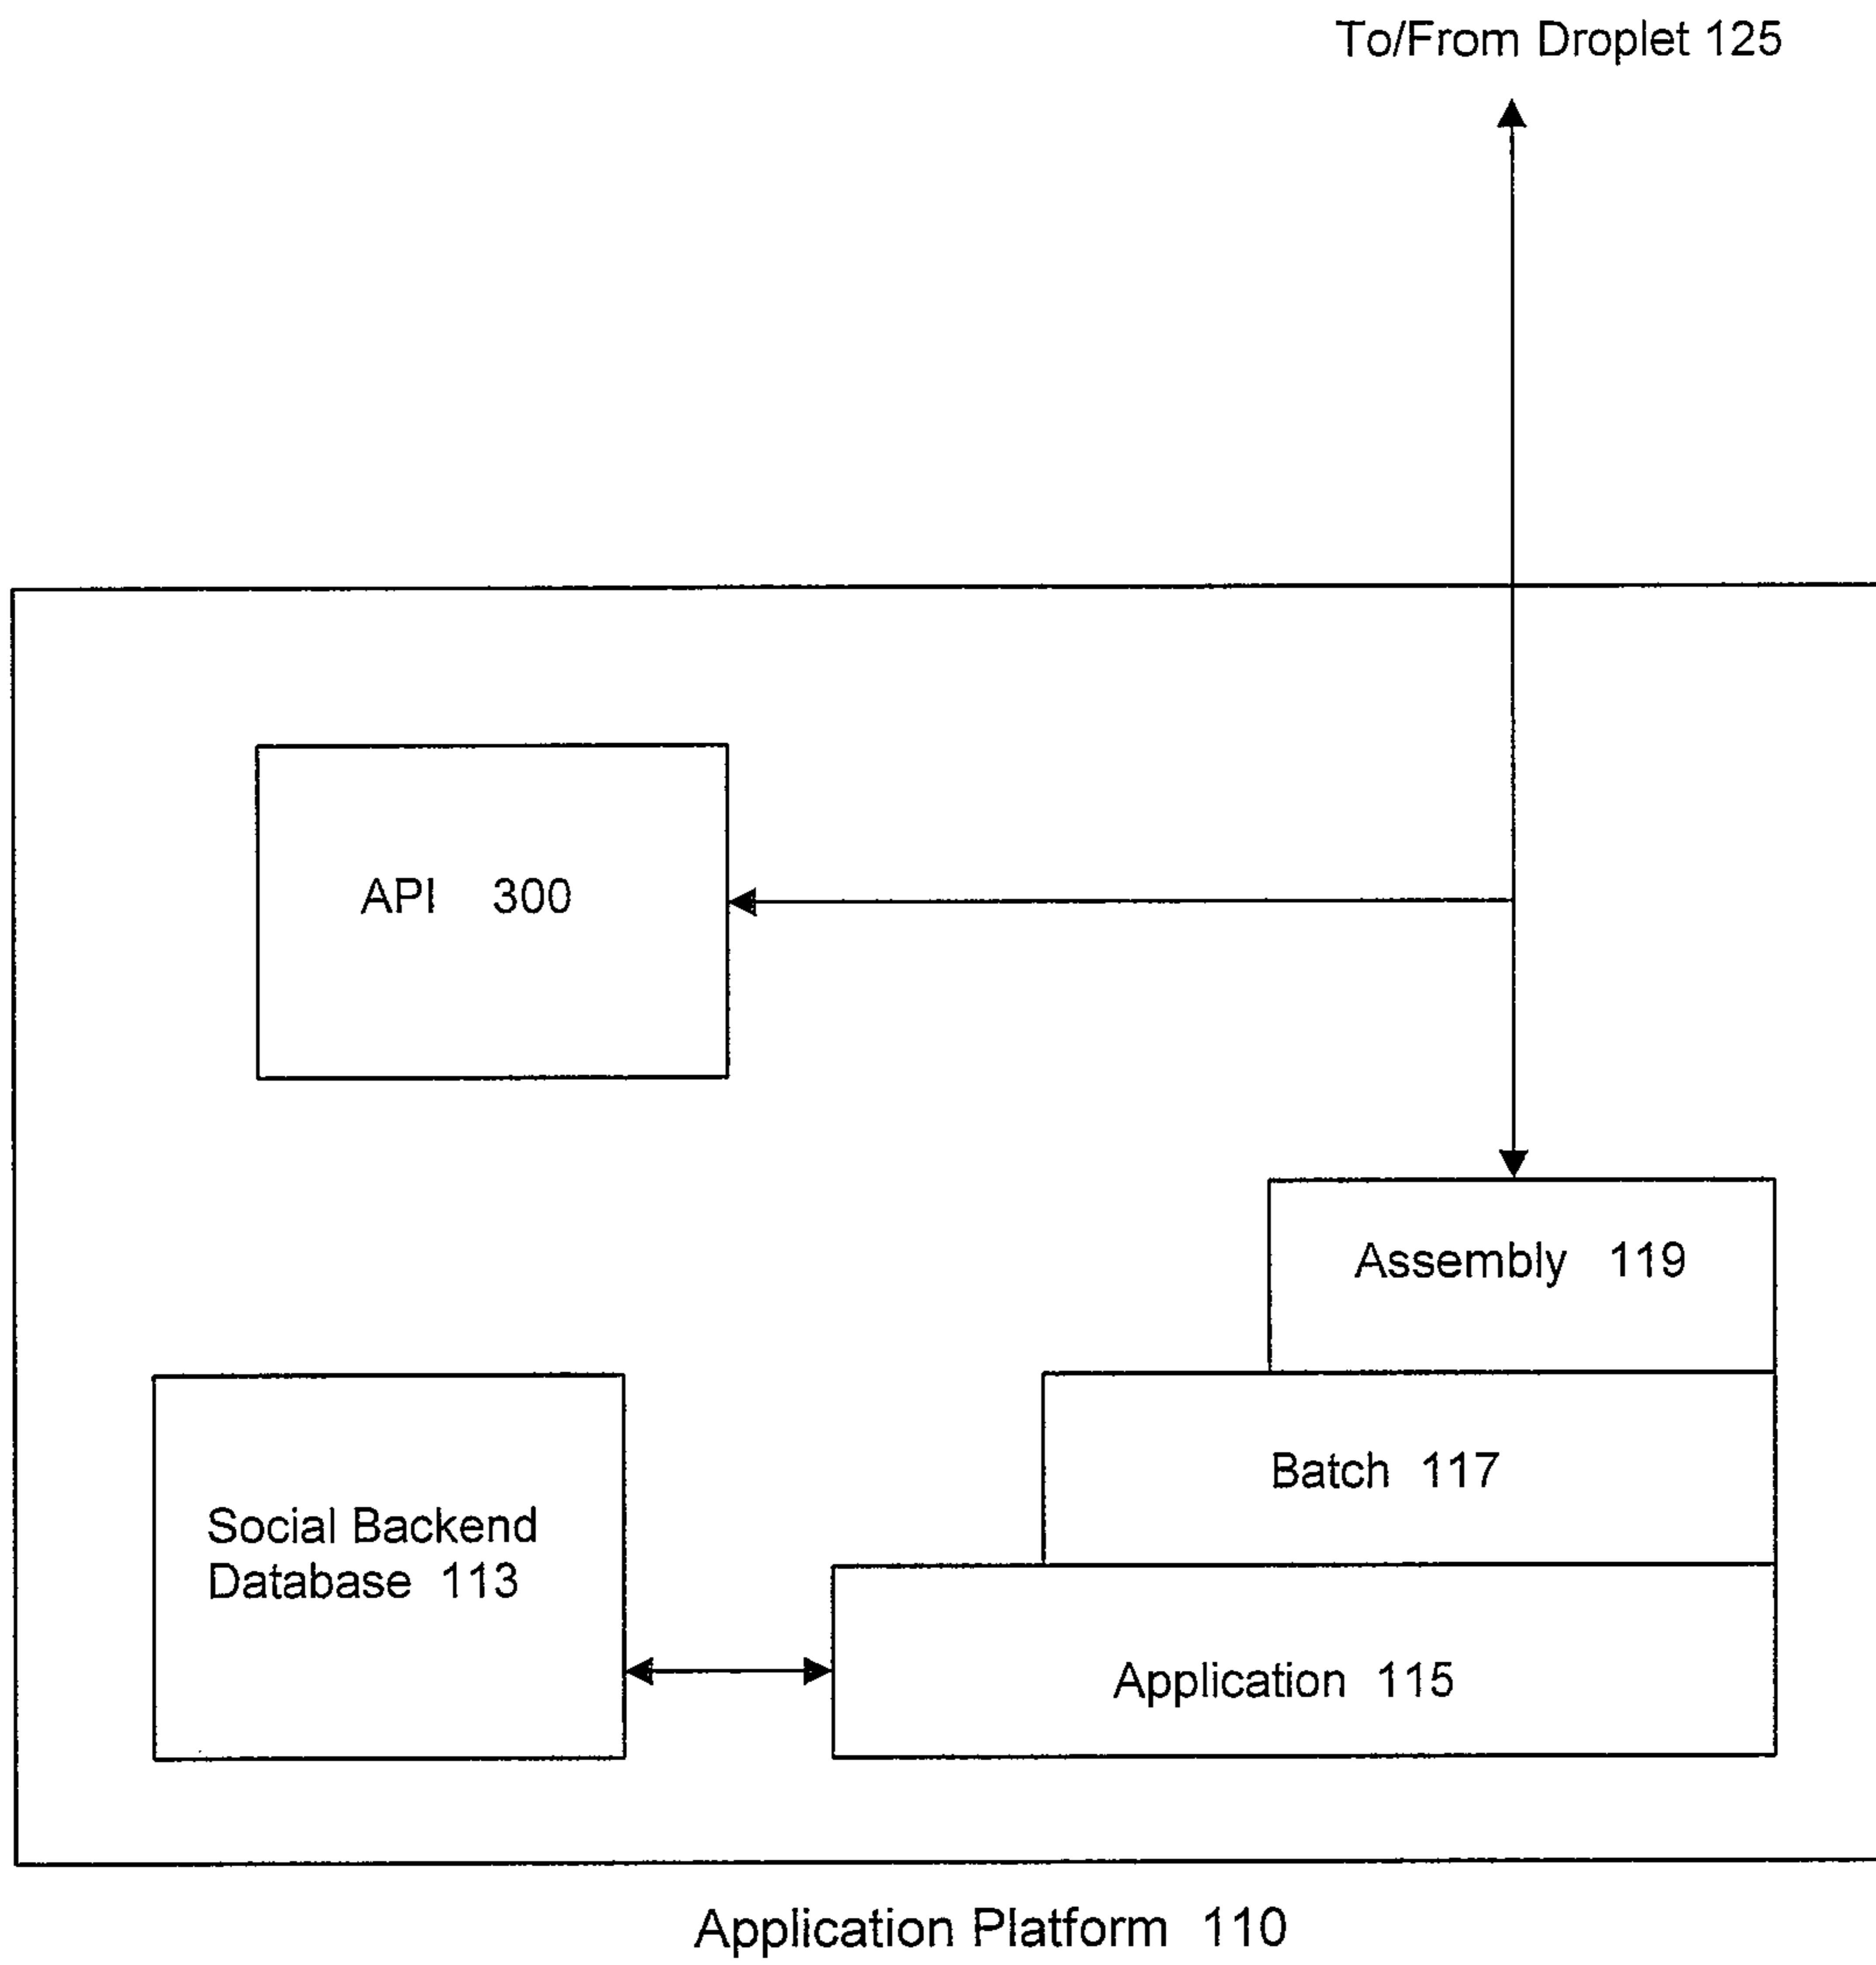 To/From Droplet 125
API 300
Assembly 119
Batch 117
Social Backend
Database 113
Application 115
Application Platform 110